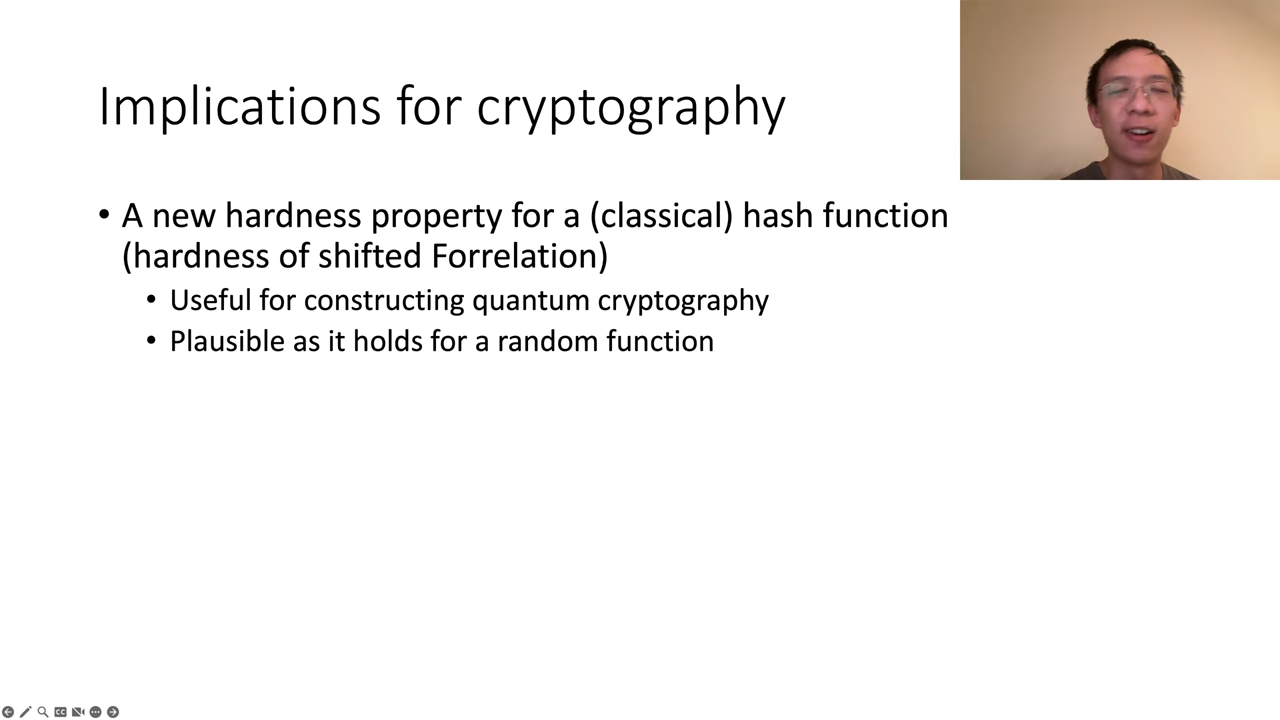 Implications for cryptography
• A new hardness property for a (classical) hash function
(hardness of shifted Forrelation)
• Useful for constructing quantum cryptography
• Plausible as it holds for a random function
CC